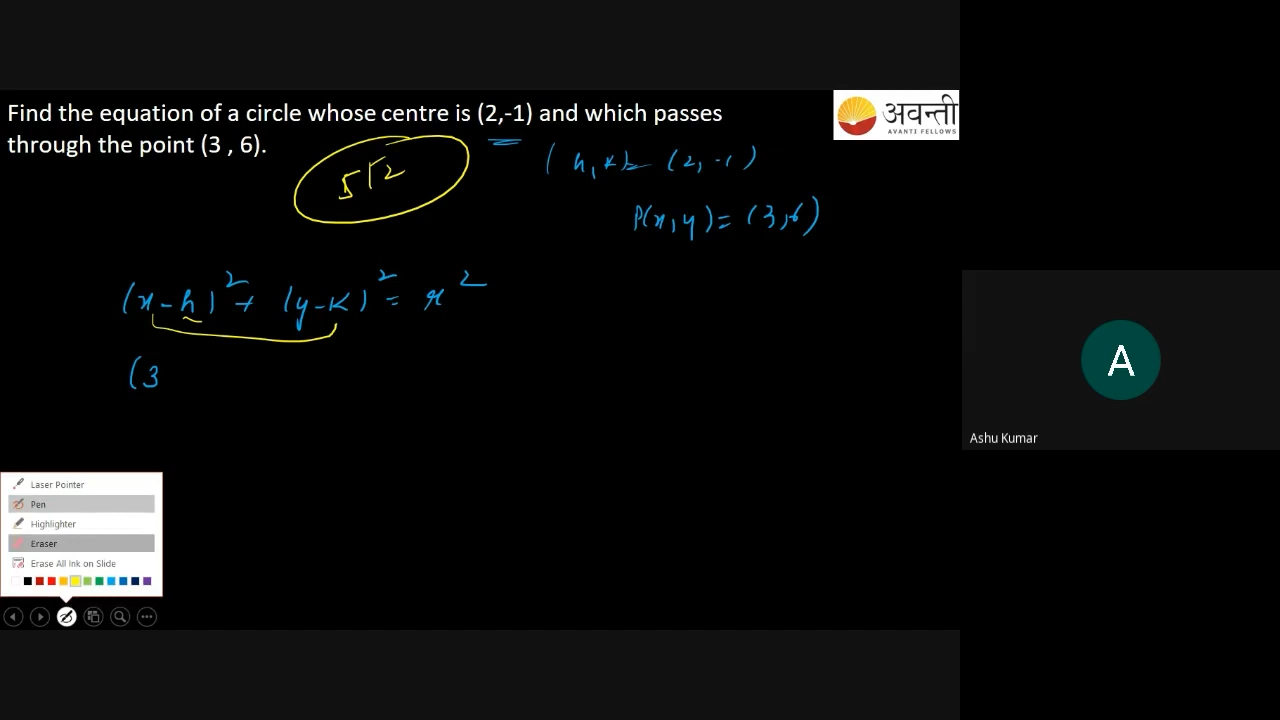 Find the equation of a circle whose centre is (2,-1) and which passes
through the point (3 , 6).
अवन्ती
AVANTI FELLOWS
5√2
(h, k) = (2, -1)
P(x, y) = (3, 6)
(x-h)² + (y-k)² = r²
(3
A
Ashu Kumar
Laser Pointer
Pen
Highlighter
Eraser
Erase All Ink on Slide